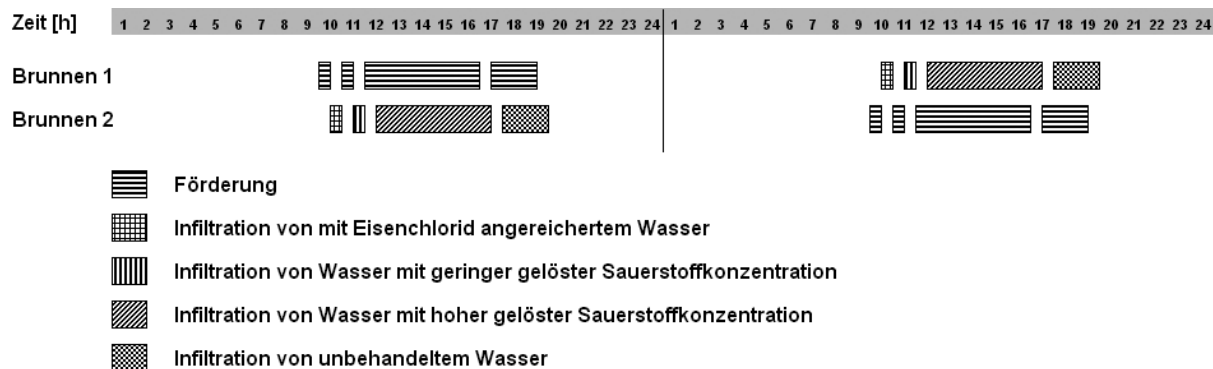 Zeit [h] 1 2 3 4 5 6 7 8 9 10 11 12 13 14 15 16 17 18 19 20 21 22 23 24 1 2 3 4 5 6 7 8 9 10 11 12 13 14 15 16 17 18 19 20 21 22 23 24
Brunnen 1
Brunnen 2
Förderung
Infiltration von mit Eisenchlorid angereichertem Wasser
Infiltration von Wasser mit geringer gelöster Sauerstoffkonzentration
Infiltration von Wasser mit hoher gelöster Sauerstoffkonzentration
Infiltration von unbehandeltem Wasser